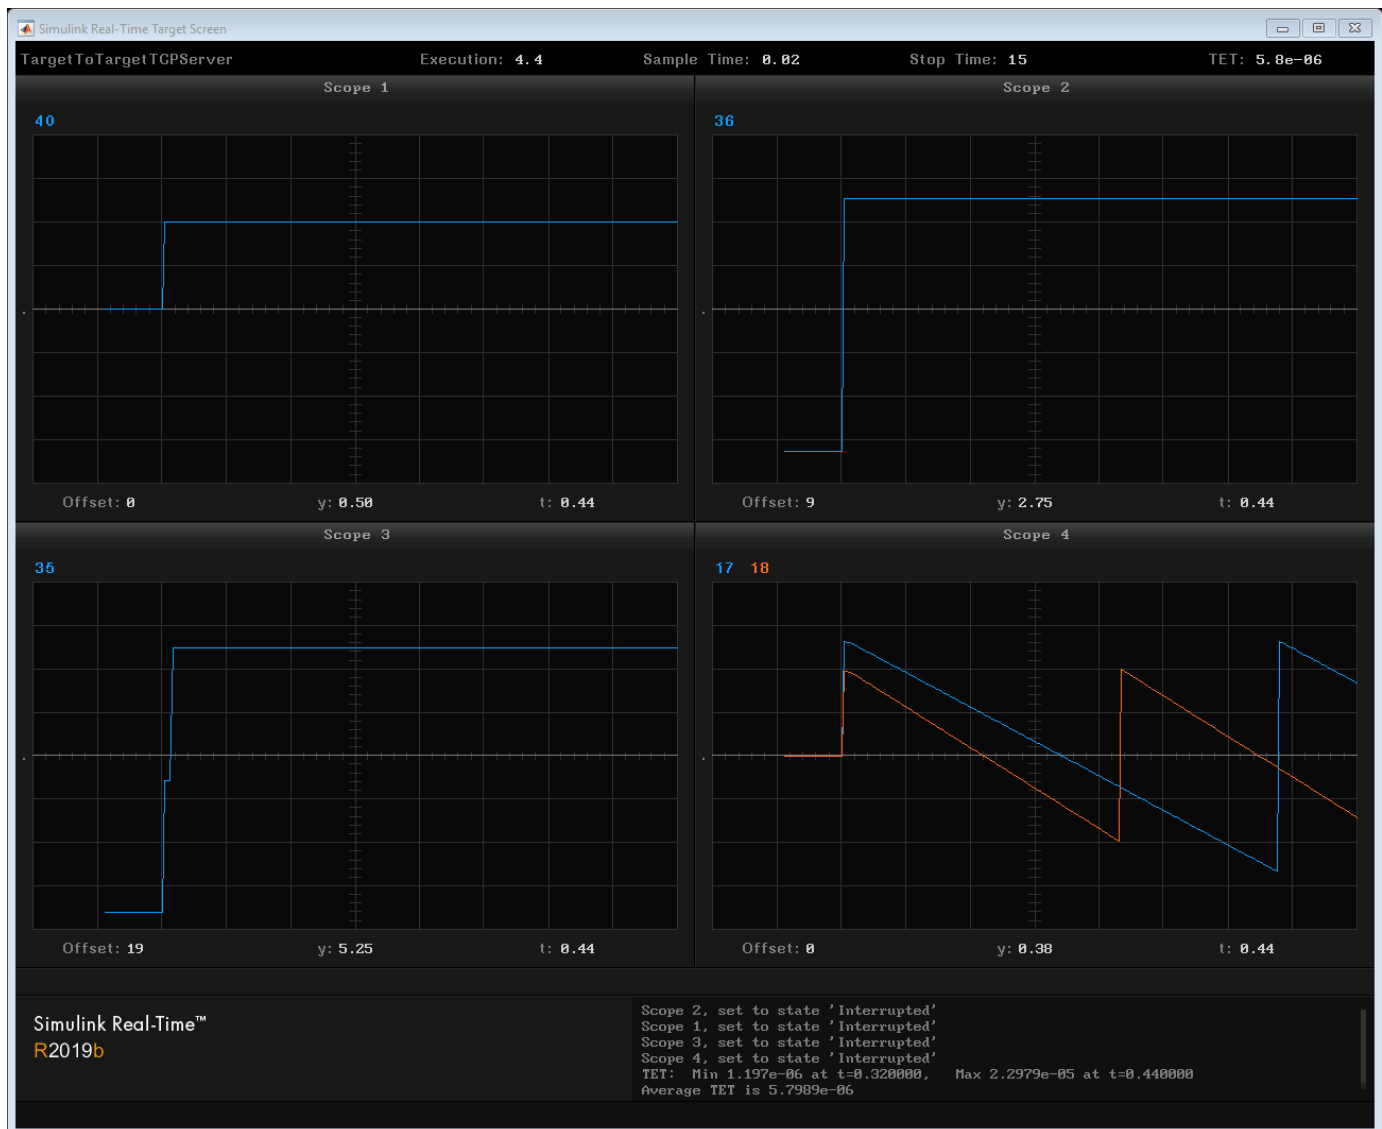 Simulink Real-Time Target Screen
TargetToTargetTCPServer Execution: 4.4 Sample Time: 0.02 Stop Time: 15 TET: 5.8e-06
Scope 1
40
Offset: 0 y: 0.50 t: 0.44
Scope 2
36
Offset: 9 y: 2.75 t: 0.44
Scope 3
35
Offset: 19 y: 5.25 t: 0.44
Scope 4
17 18
Offset: 0 y: 0.38 t: 0.44
Simulink Real-Time™
R2019b
Scope 2, set to state 'Interrupted'
Scope 1, set to state 'Interrupted'
Scope 3, set to state 'Interrupted'
Scope 4, set to state 'Interrupted'
TET: Min 1.197e-06 at t=0.320000, Max 2.2979e-05 at t=0.440000
Average TET is 5.7989e-06